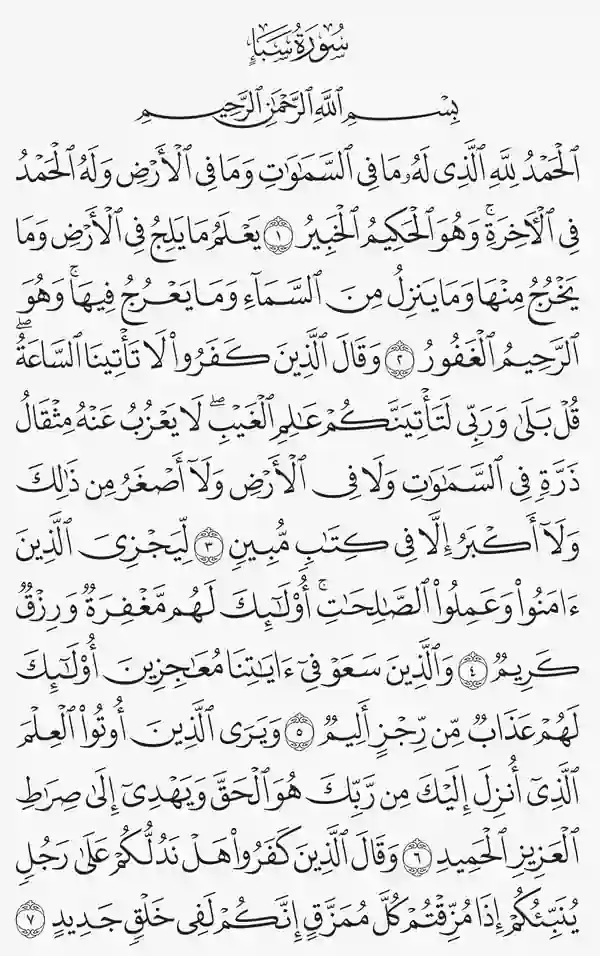 سُورَةُ سَبَإٍ
بِسۡمِ ٱللَّهِ ٱلرَّحۡمَٰنِ ٱلرَّحِيمِ
ٱلۡحَمۡدُ لِلَّهِ ٱلَّذِي لَهُۥ مَا فِي ٱلسَّمَٰوَٰتِ وَمَا فِي ٱلۡأَرۡضِ وَلَهُ ٱلۡحَمۡدُ
فِي ٱلۡأٓخِرَةِۚ وَهُوَ ٱلۡحَكِيمُ ٱلۡخَبِيرُ ١ يَعۡلَمُ مَا يَلِجُ فِي ٱلۡأَرۡضِ وَمَا
يَخۡرُجُ مِنۡهَا وَمَا يَنزِلُ مِنَ ٱلسَّمَآءِ وَمَا يَعۡرُجُ فِيهَاۚ وَهُوَ
ٱلرَّحِيمُ ٱلۡغَفُورُ ٢ وَقَالَ ٱلَّذِينَ كَفَرُواْ لَا تَأۡتِينَا ٱلسَّاعَةُۖ
قُلۡ بَلَىٰ وَرَبِّي لَتَأۡتِيَنَّكُمۡ عَٰلِمِ ٱلۡغَيۡبِۖ لَا يَعۡزُبُ عَنۡهُ مِثۡقَالُ
ذَرَّةٖ فِي ٱلسَّمَٰوَٰتِ وَلَا فِي ٱلۡأَرۡضِ وَلَآ أَصۡغَرُ مِن ذَٰلِكَ
وَلَآ أَكۡبَرُ إِلَّا فِي كِتَٰبٖ مُّبِينٖ ٣ لِّيَجۡزِيَ ٱلَّذِينَ
ءَامَنُواْ وَعَمِلُواْ ٱلصَّٰلِحَٰتِۚ أُوْلَٰٓئِكَ لَهُم مَّغۡفِرَةٞ وَرِزۡقٞ
كَرِيمٞ ٤ وَٱلَّذِينَ سَعَوۡ فِيٓ ءَايَٰتِنَا مُعَٰجِزِينَ أُوْلَٰٓئِكَ
لَهُمۡ عَذَابٞ مِّن رِّجۡزٍ أَلِيمٞ ٥ وَيَرَى ٱلَّذِينَ أُوتُواْ ٱلۡعِلۡمَ
ٱلَّذِيٓ أُنزِلَ إِلَيۡكَ مِن رَّبِّكَ هُوَ ٱلۡحَقَّ وَيَهۡدِيٓ إِلَىٰ صِرَٰطِ
ٱلۡعَزِيزِ ٱلۡحَمِيدِ ٦ وَقَالَ ٱلَّذِينَ كَفَرُواْ هَلۡ نَدُلُّكُمۡ عَلَىٰ رَجُلٖ
يُنَبِّئُكُمۡ إِذَا مُزِّقۡتُمۡ كُلَّ مُمَزَّقٍ إِنَّكُمۡ لَفِي خَلۡقٖ جَدِيدٍ ٧